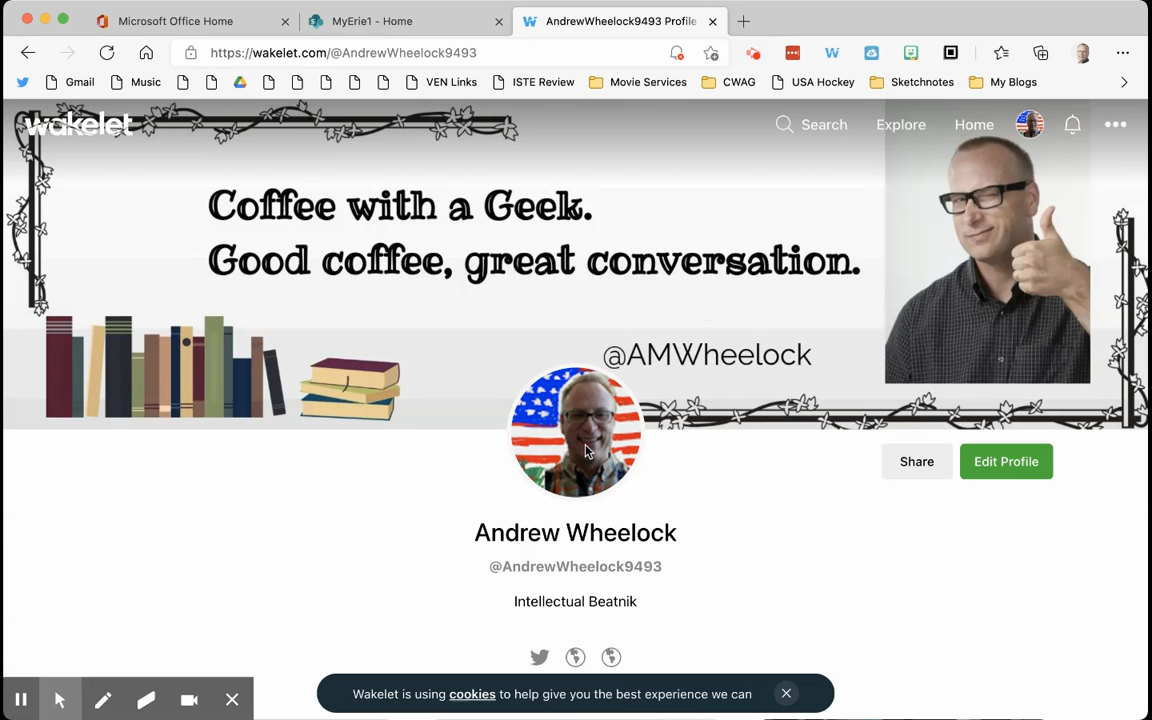 Microsoft Office Home
MyErie1 - Home
AndrewWheelock9493 Profile
https://wakelet.com/@AndrewWheelock9493
Gmail
Music
VEN Links
ISTE Review
Movie Services
CWAG
USA Hockey
Sketchnotes
My Blogs
wakelet
Search
Explore
Home
Coffee with a Geek.
Good coffee, great conversation.
@AMWheelock
Share
Edit Profile
Andrew Wheelock
@AndrewWheelock9493
Intellectual Beatnik
Wakelet is using cookies to help give you the best experience we can